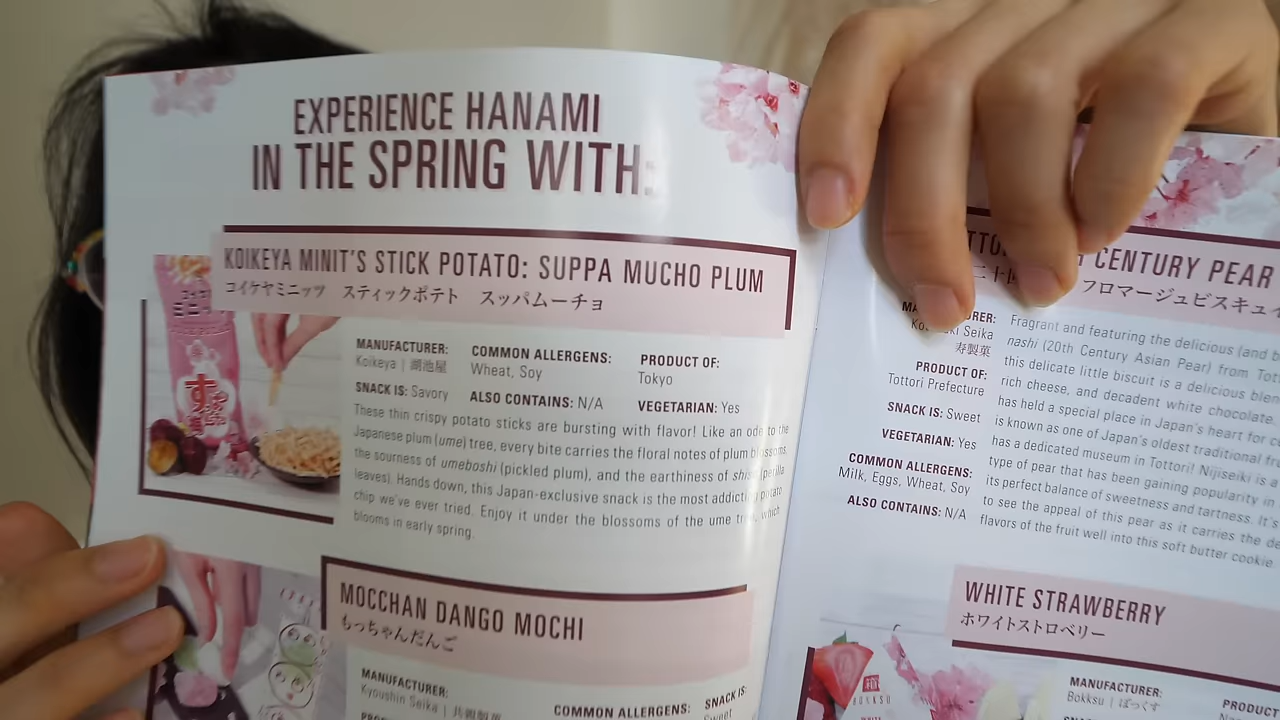 EXPERIENCE HANAMI
IN THE SPRING WITH:
KOIKEYA MINIT'S STICK POTATO: SUPPA MUCHO PLUM
コイケヤミニッツ スティックポテト スッパムーチョ
MANUFACTURER:
Koikeya | 湖池屋
COMMON ALLERGENS:
Wheat, Soy
PRODUCT OF:
Tokyo
SNACK IS: Savory
ALSO CONTAINS: N/A
VEGETARIAN: Yes
These thin crispy potato sticks are bursting with flavor! Like an ode to the
Japanese plum (ume) tree, every bite carries the floral notes of plum blossoms,
the sourness of umeboshi (pickled plum), and the earthiness of shiso (perilla
leaves). Hands down, this Japan-exclusive snack is the most addicting potato
chip we've ever tried. Enjoy it under the blossoms of the ume tree, which
blooms in early spring.
MOCCHAN DANGO MOCHI
もっちゃんだんご
MANUFACTURER:
Kyoushin Seika | 共親製菓
COMMON ALLERGENS:
SNACK IS:
Sweet
CENTURY PEAR
フロマージュビスキュイ
Seika
寿製菓
PRODUCT OF:
Tottori Prefecture
SNACK IS: Sweet
VEGETARIAN: Yes
COMMON ALLERGENS:
Milk, Eggs, Wheat, Soy
ALSO CONTAINS: N/A
Fragrant and featuring the delicious (and b
nashi (20th Century Asian Pear) from Tot
this delicate little biscuit is a delicious blen
rich cheese, and decadent white chocolate.
has held a special place in Japan's heart for c
is known as one of Japan's oldest traditional fr
has a dedicated museum in Tottori! Nijiseiki is a
type of pear that has been gaining popularity in
its perfect balance of sweetness and tartness. It's
to see the appeal of this pear as it carries the de
flavors of the fruit well into this soft butter cookie.
WHITE STRAWBERRY
ホワイトストロベリー
BOKKSU
MANUFACTURER:
Bokksu | ぼっくす
PRODUCT